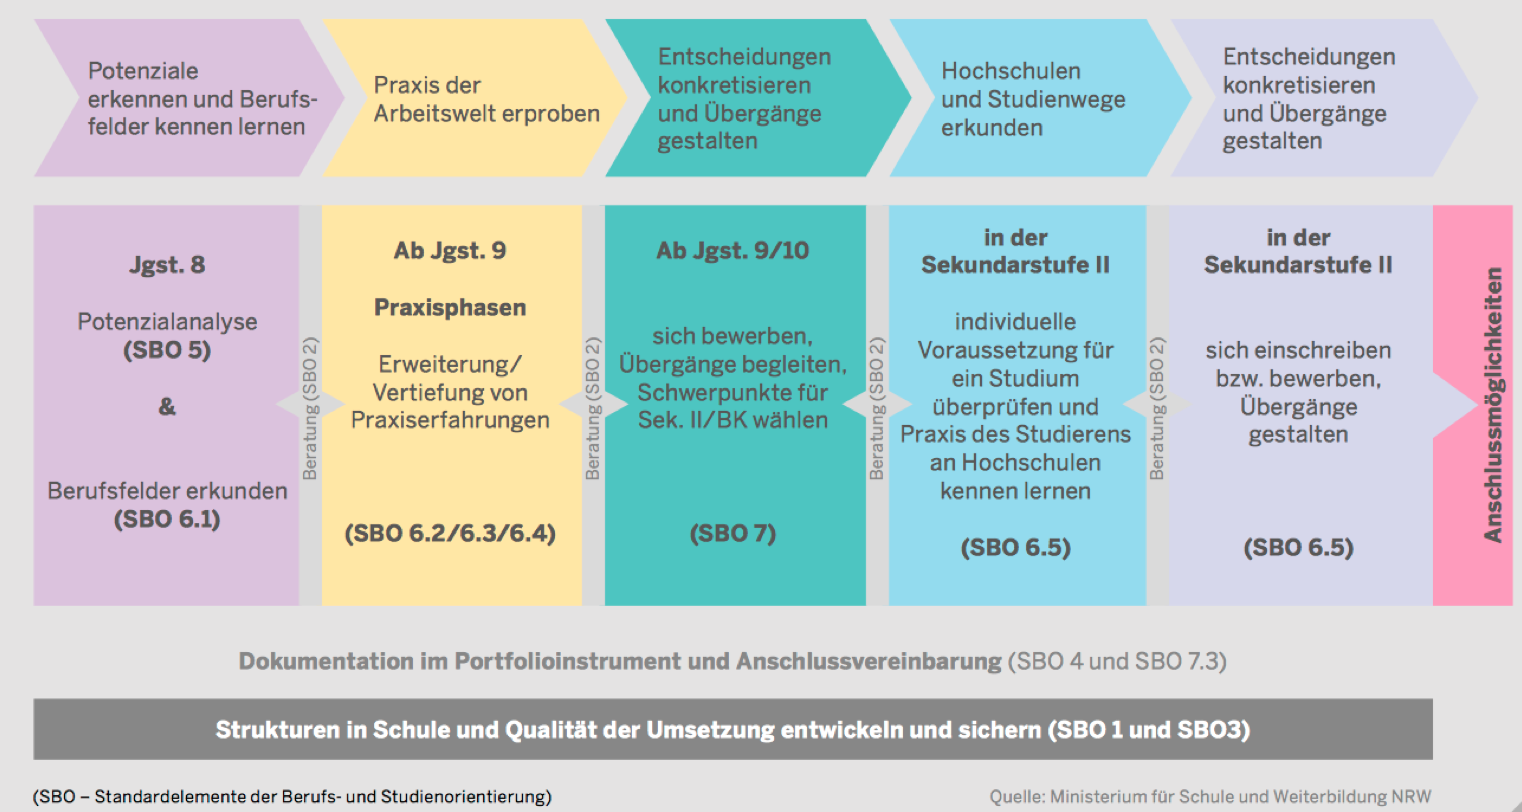 Potenziale
erkennen und Berufs-
felder kennen lernen
Praxis der
Arbeitswelt erproben
Entscheidungen
konkretisieren
und Übergänge
gestalten
Hochschulen
und Studienwege
erkunden
Entscheidungen
konkretisieren
und Übergänge
gestalten
Jgst. 8
Potenzialanalyse
(SBO 5)
&
Berufsfelder erkunden
(SBO 6.1)
Beratung (SBO 2)
Ab Jgst. 9
Praxisphasen
Erweiterung/
Vertiefung von
Praxiserfahrungen
(SBO 6.2/6.3/6.4)
Beratung (SBO 2)
Ab Jgst. 9/10
sich bewerben,
Übergänge begleiten,
Schwerpunkte für
Sek. II/BK wählen
(SBO 7)
Beratung (SBO 2)
in der
Sekundarstufe II
individuelle
Voraussetzung für
ein Studium
überprüfen und
Praxis des Studierens
an Hochschulen
kennen lernen
(SBO 6.5)
Beratung (SBO 2)
in der
Sekundarstufe II
sich einschreiben
bzw. bewerben,
Übergänge
gestalten
(SBO 6.5)
Anschlussmöglichkeiten
Dokumentation im Portfolioinstrument und Anschlussvereinbarung (SBO 4 und SBO 7.3)
Strukturen in Schule und Qualität der Umsetzung entwickeln und sichern (SBO 1 und SBO3)
(SBO – Standardelemente der Berufs- und Studienorientierung)
Quelle: Ministerium für Schule und Weiterbildung NRW